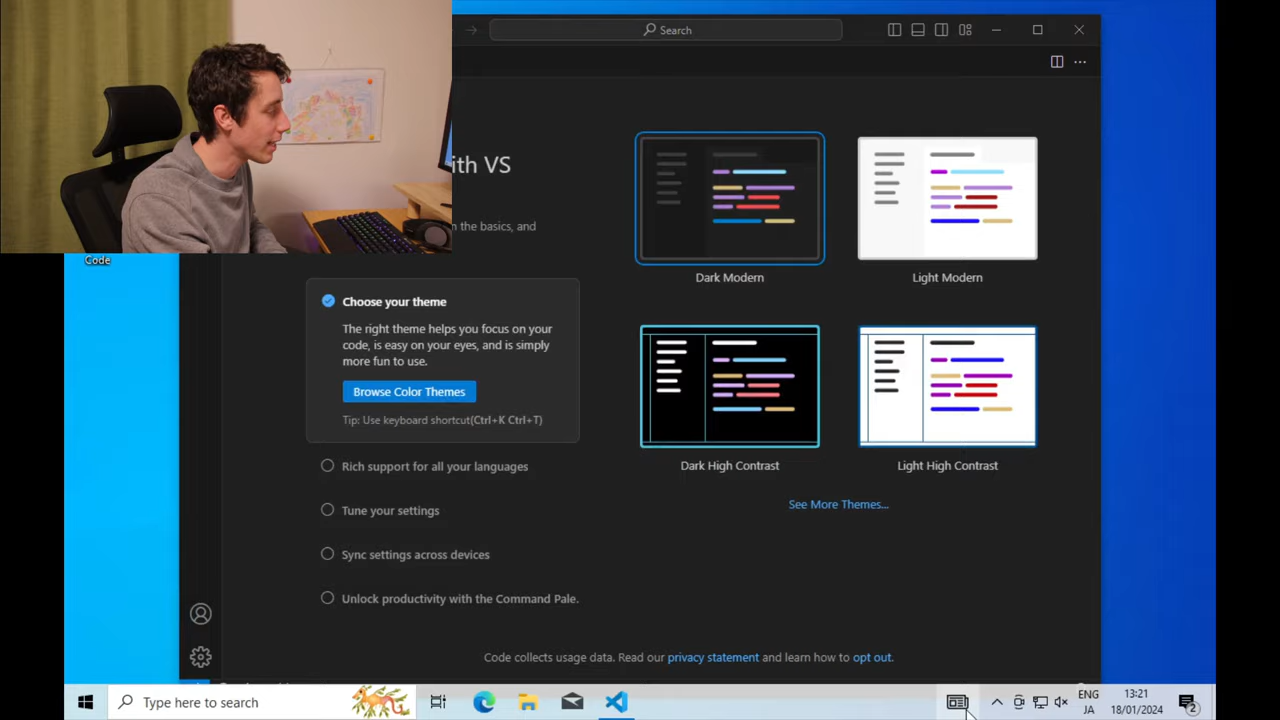 Search
ith VS
n the basics, and
Code
Dark Modern
Light Modern
Choose your theme
The right theme helps you focus on your
code, is easy on your eyes, and is simply
more fun to use.
Browse Color Themes
Tip: Use keyboard shortcut(Ctrl+K Ctrl+T)
Dark High Contrast
Light High Contrast
See More Themes...
Rich support for all your languages
Tune your settings
Sync settings across devices
Unlock productivity with the Command Pale.
Code collects usage data. Read our privacy statement and learn how to opt out.
Type here to search
ENG
JA
13:21
18/01/2024
2